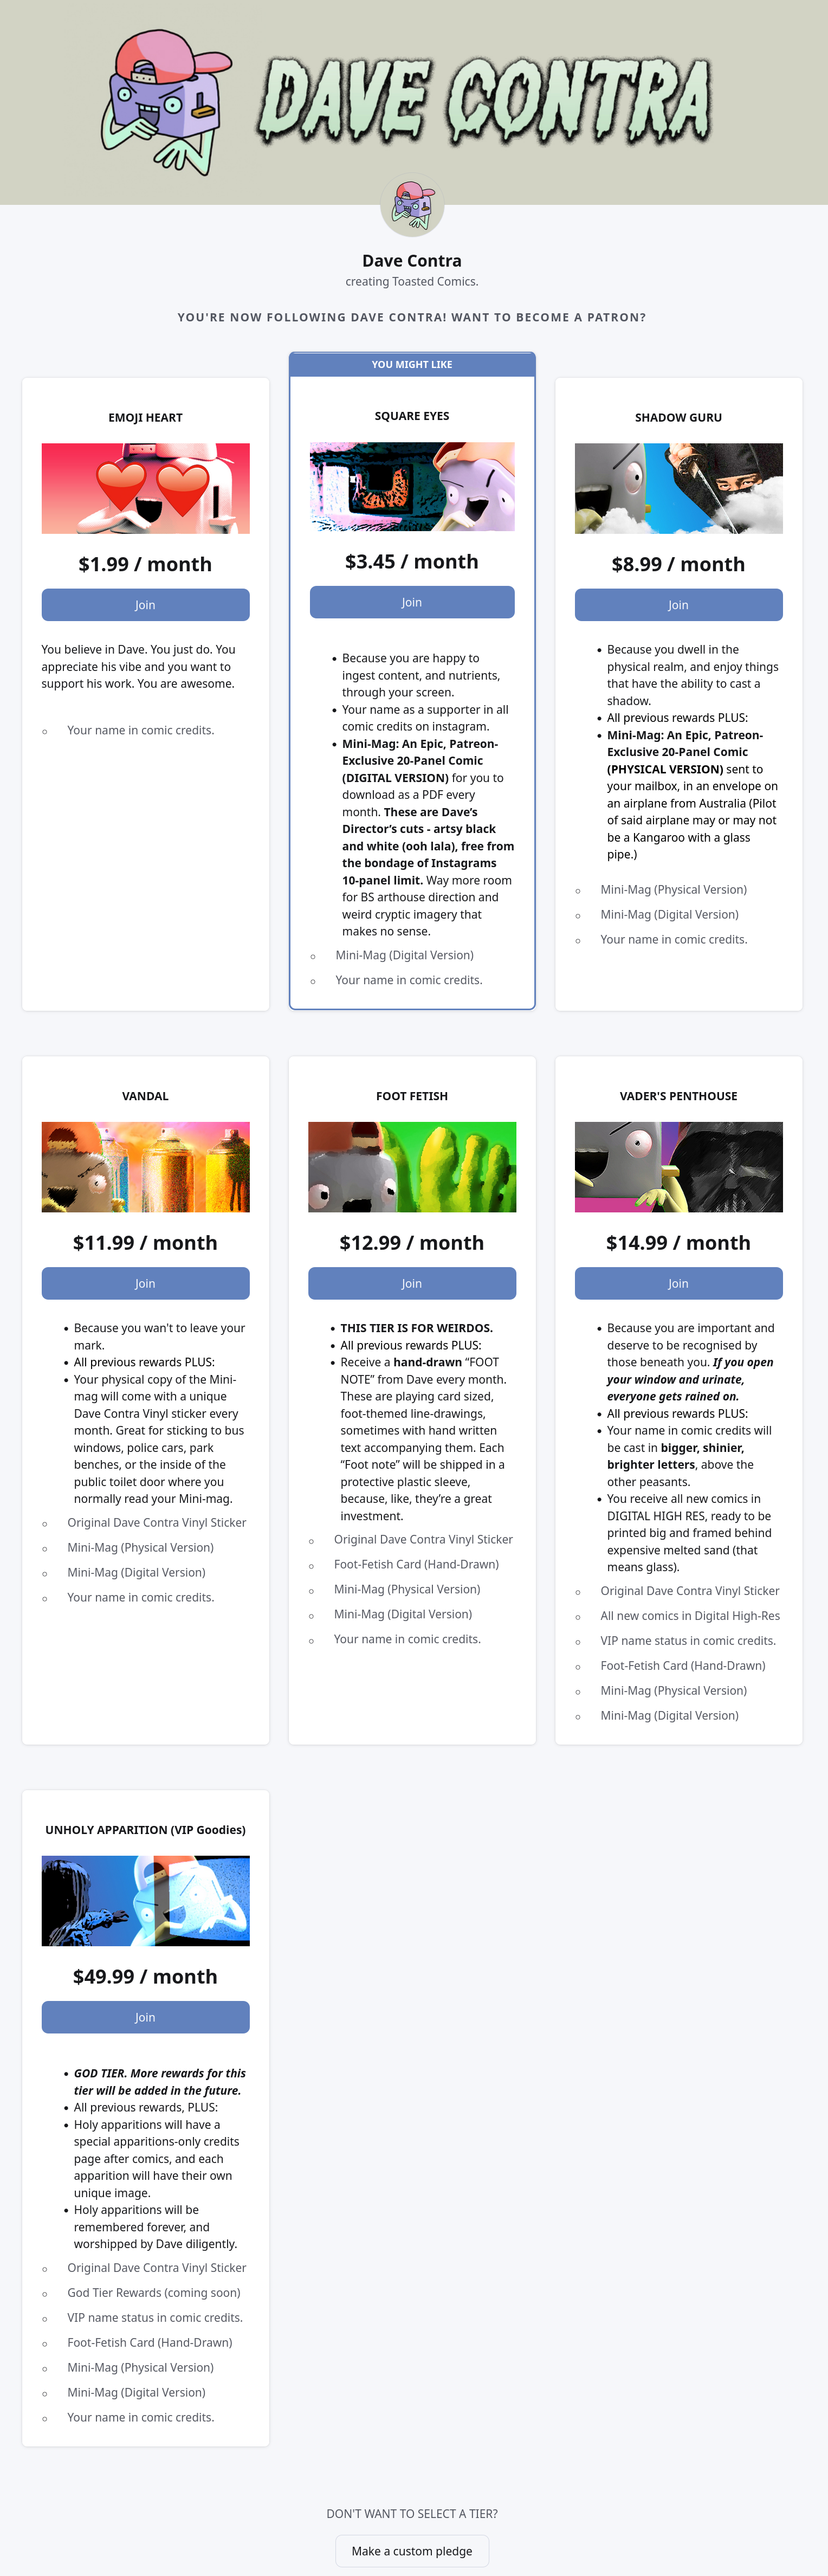 DAVE CONTRA
Dave Contra
creating Toasted Comics.
YOU'RE NOW FOLLOWING DAVE CONTRA! WANT TO BECOME A PATRON?
EMOJI HEART
$1.99 / month
Join
You believe in Dave. You just do. You
appreciate his vibe and you want to
support his work. You are awesome.
Your name in comic credits.
YOU MIGHT LIKE
SQUARE EYES
$3.45 / month
Join
Because you are happy to
ingest content, and nutrients,
through your screen.
Your name as a supporter in all
comic credits on instagram.
Mini-Mag: An Epic, Patreon-
Exclusive 20-Panel Comic
(DIGITAL VERSION) for you to
download as a PDF every
month. These are Dave’s
Director’s cuts - artsy black
and white (ooh lala), free from
the bondage of Instagrams
10-panel limit. Way more room
for BS arthouse direction and
weird cryptic imagery that
makes no sense.
Mini-Mag (Digital Version)
Your name in comic credits.
SHADOW GURU
$8.99 / month
Join
Because you dwell in the
physical realm, and enjoy things
that have the ability to cast a
shadow.
All previous rewards PLUS:
Mini-Mag: An Epic, Patreon-
Exclusive 20-Panel Comic
(PHYSICAL VERSION) sent to
your mailbox, in an envelope on
an airplane from Australia (Pilot
of said airplane may or may not
be a Kangaroo with a glass
pipe.)
Mini-Mag (Physical Version)
Mini-Mag (Digital Version)
Your name in comic credits.
VANDAL
$11.99 / month
Join
Because you wan't to leave your
mark.
All previous rewards PLUS:
Your physical copy of the Mini-
mag will come with a unique
Dave Contra Vinyl sticker every
month. Great for sticking to bus
windows, police cars, park
benches, or the inside of the
public toilet door where you
normally read your Mini-mag.
Original Dave Contra Vinyl Sticker
Mini-Mag (Physical Version)
Mini-Mag (Digital Version)
Your name in comic credits.
FOOT FETISH
$12.99 / month
Join
THIS TIER IS FOR WEIRDOS.
All previous rewards PLUS:
Receive a hand-drawn “FOOT
NOTE” from Dave every month.
These are playing card sized,
foot-themed line-drawings,
sometimes with hand written
text accompanying them. Each
“Foot note” will be shipped in a
protective plastic sleeve,
because, like, they’re a great
investment.
Original Dave Contra Vinyl Sticker
Foot-Fetish Card (Hand-Drawn)
Mini-Mag (Physical Version)
Mini-Mag (Digital Version)
Your name in comic credits.
VADER'S PENTHOUSE
$14.99 / month
Join
Because you are important and
deserve to be recognised by
those beneath you. If you open
your window and urinate,
everyone gets rained on.
All previous rewards PLUS:
Your name in comic credits will
be cast in bigger, shinier,
brighter letters, above the
other peasants.
You receive all new comics in
DIGITAL HIGH RES, ready to be
printed big and framed behind
expensive melted sand (that
means glass).
Original Dave Contra Vinyl Sticker
All new comics in Digital High-Res
VIP name status in comic credits.
Foot-Fetish Card (Hand-Drawn)
Mini-Mag (Physical Version)
Mini-Mag (Digital Version)
UNHOLY APPARITION (VIP Goodies)
$49.99 / month
Join
GOD TIER. More rewards for this
tier will be added in the future.
All previous rewards, PLUS:
Holy apparitions will have a
special apparitions-only credits
page after comics, and each
apparition will have their own
unique image.
Holy apparitions will be
remembered forever, and
worshipped by Dave diligently.
Original Dave Contra Vinyl Sticker
God Tier Rewards (coming soon)
VIP name status in comic credits.
Foot-Fetish Card (Hand-Drawn)
Mini-Mag (Physical Version)
Mini-Mag (Digital Version)
Your name in comic credits.
DON'T WANT TO SELECT A TIER?
Make a custom pledge